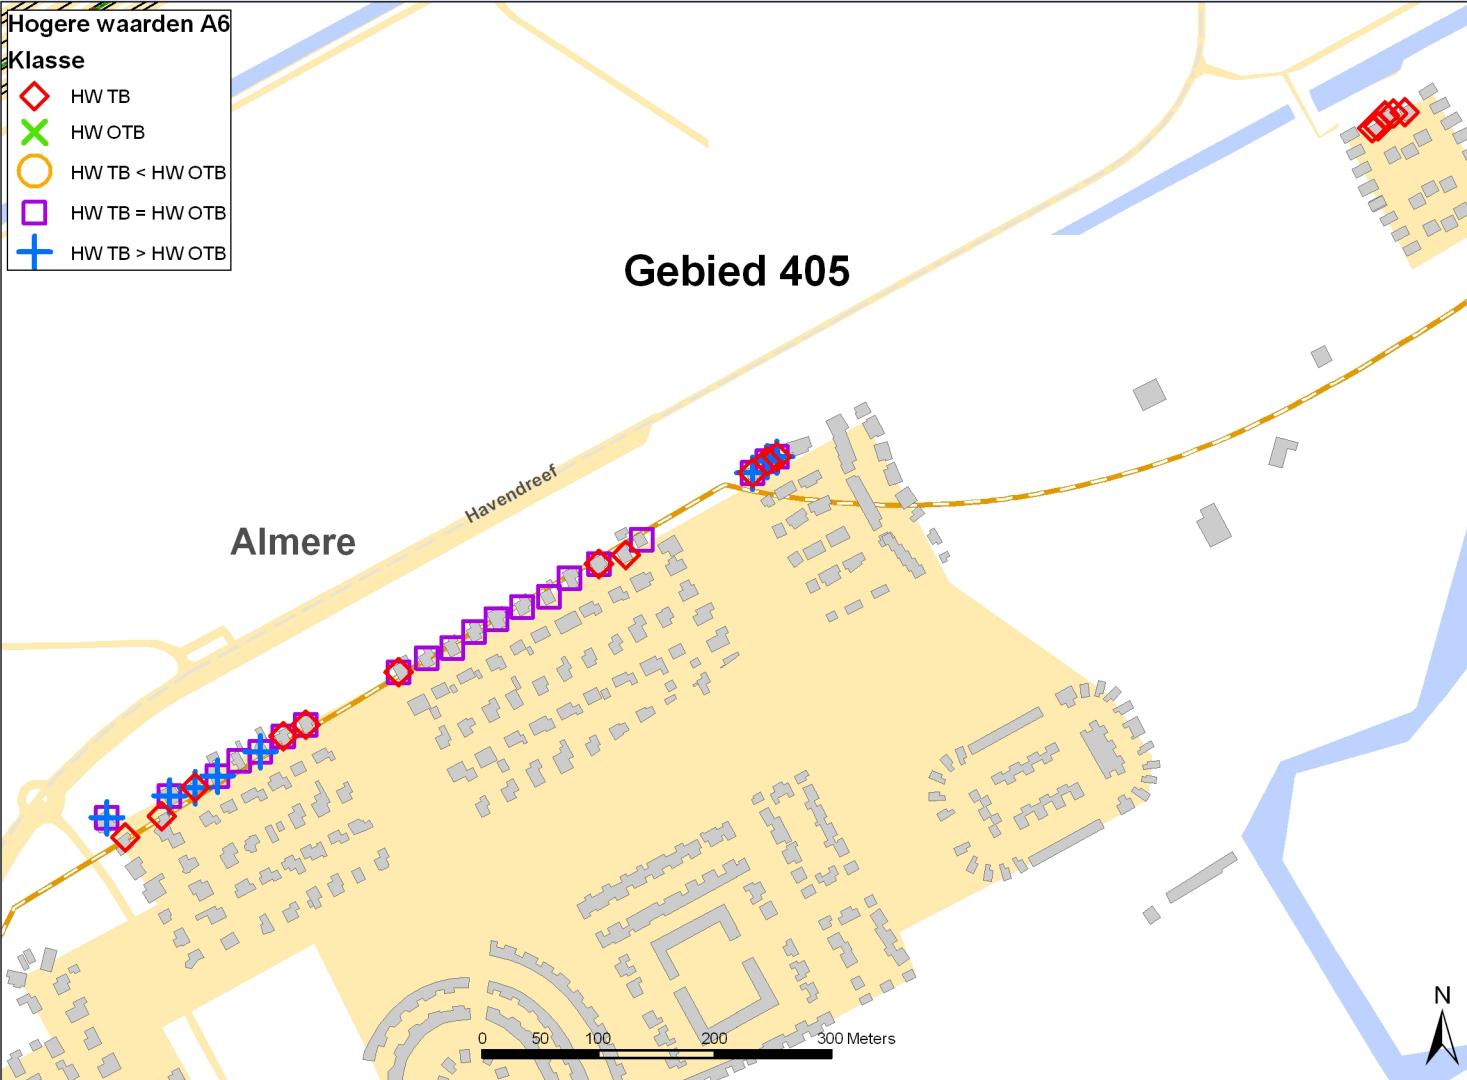 Hogere waarden A6
Klasse
HW TB
HW OTB
HW TB < HW OTB
HW TB = HW OTB
HW TB > HW OTB
Gebied 405
Havendreef
Almere
N
0 50 100 200 300 Meters